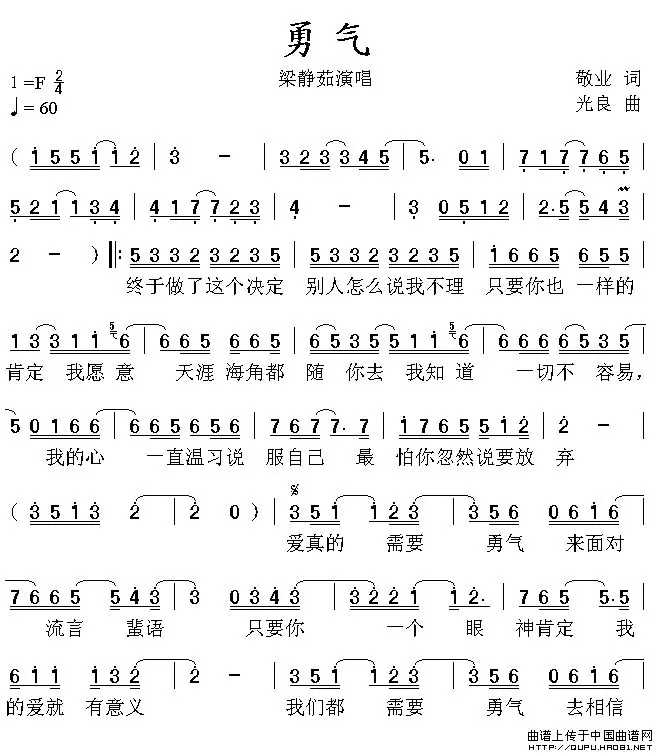 勇气
1=F 2/4 梁静茹演唱 敬业 词
♩=60 光良 曲
( 1 5 5 1 1 2 | 3 - | 3 2 3 3 4 5 | 5. 0 1 | 7 1 7 7 6 5 |
5 2 1 1 3 4 | 4 1 7 7 2 3 | 4 - | 3 0 5 1 2 | 2. 5 5 4 3 |
2 - ) ‖: 5 3 3 2 3 2 3 5 | 5 3 3 2 3 2 3 5 | 1 6 6 5 6 6 5 |
终于做了这个决定 别人怎么说我不理 只要你也 一样的
1 3 3 1 1 5 6 | 6 6 5 6 6 5 | 6 5 3 5 5 1 1 5 6 | 6 6 6 6 5 3 |
肯定 我愿意 天涯海角都 随你去我知道 一切不容易,
5 0 1 6 6 | 6 6 5 6 5 6 | 7 6 7 7. 7 | 1 7 6 5 5 1 2 | 2 - |
我的心 一直温习说 服自己 最 怕你忽然说要放 弃
( 3 5 1 3 2 | 2 2 0 ) | 3 5 1 1 2 3 | 3 5 6 0 6 1 6 |
爱真的 需要 勇气 来面对
7 6 6 5 5 4 3 | 3 0 3 4 3 | 3 2 2 1 1 2. | 7 6 5 5. 5 |
流言 蜚语 只要你 一个 眼 神肯定 我
6 1 1 1 3 2 | 2 3 5 1 | 1 2 3 3 5 6 | 0 6 1 6 |
的爱就 有意义 我们都 需要 勇气 去相信
曲谱上传于中国曲谱网
HTTP://QUPU.HAO81.NET